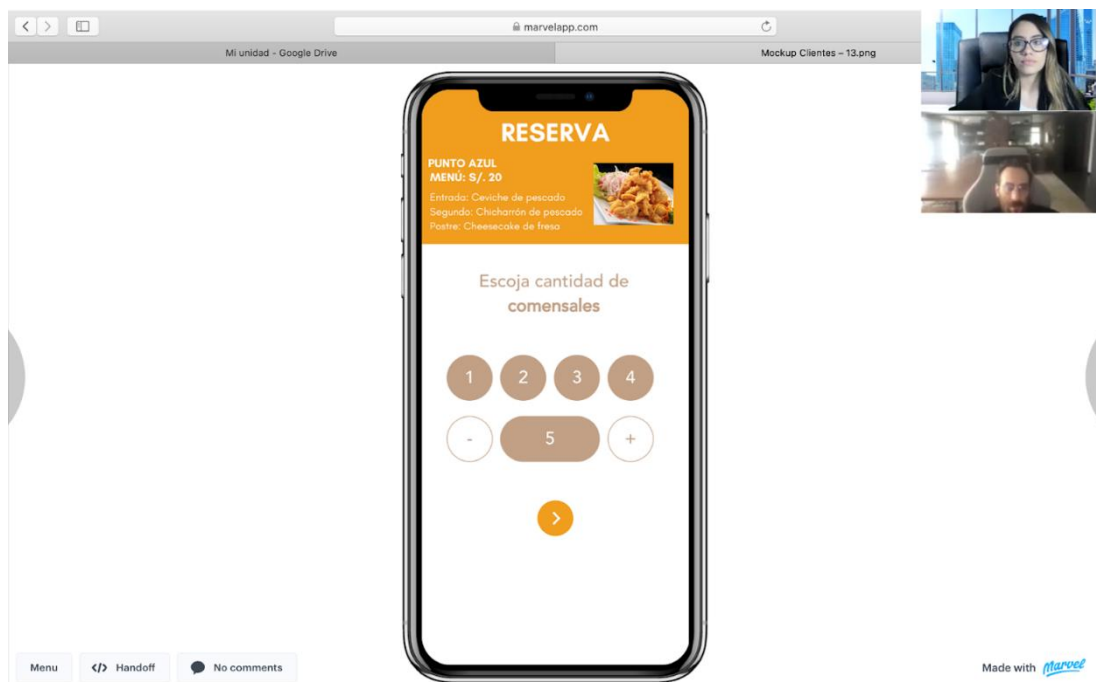 marvelapp.com
Mi unidad - Google Drive
Mockup Clientes – 13.png
RESERVA
PUNTO AZUL
MENÚ: S/. 20
Entrada: Ceviche de pescado
Segundo: Chicharrón de pescado
Postre: Cheesecake de fresa
Escoja cantidad de
comensales
1 2 3 4
- 5 +
Menu </> Handoff No comments
Made with Marvel